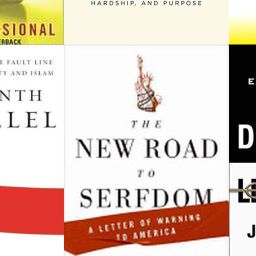 SIONAL
ERBACK
HARDSHIP, AND PURPOSE
E FAULT LINE
TY AND ISLAM
NTH
LLEL
THE
NEW ROAD
TO
SERFDOM
A LETTER OF WARNING
TO AMERICA
E
D
L
J